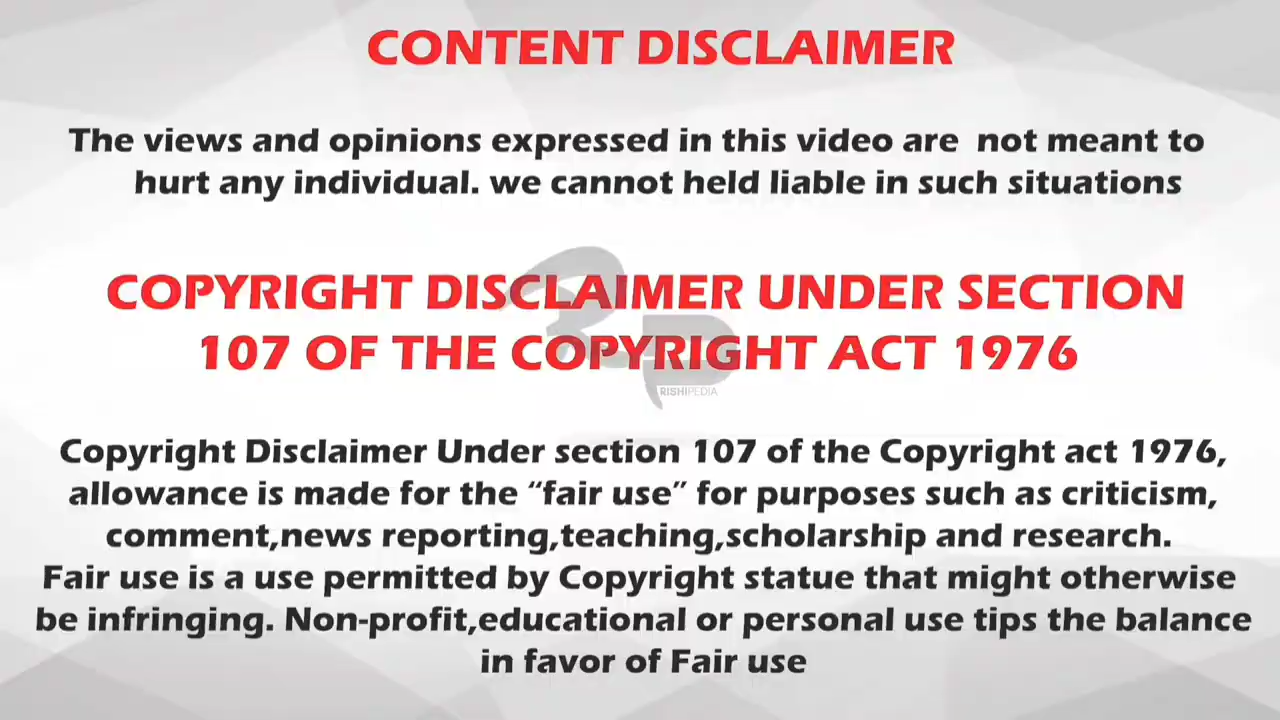 CONTENT DISCLAIMER
The views and opinions expressed in this video are not meant to
hurt any individual. we cannot held liable in such situations
COPYRIGHT DISCLAIMER UNDER SECTION
107 OF THE COPYRIGHT ACT 1976
RISHIPEDIA
Copyright Disclaimer Under section 107 of the Copyright act 1976,
allowance is made for the “fair use” for purposes such as criticism,
comment,news reporting,teaching,scholarship and research.
Fair use is a use permitted by Copyright statue that might otherwise
be infringing. Non-profit,educational or personal use tips the balance
in favor of Fair use